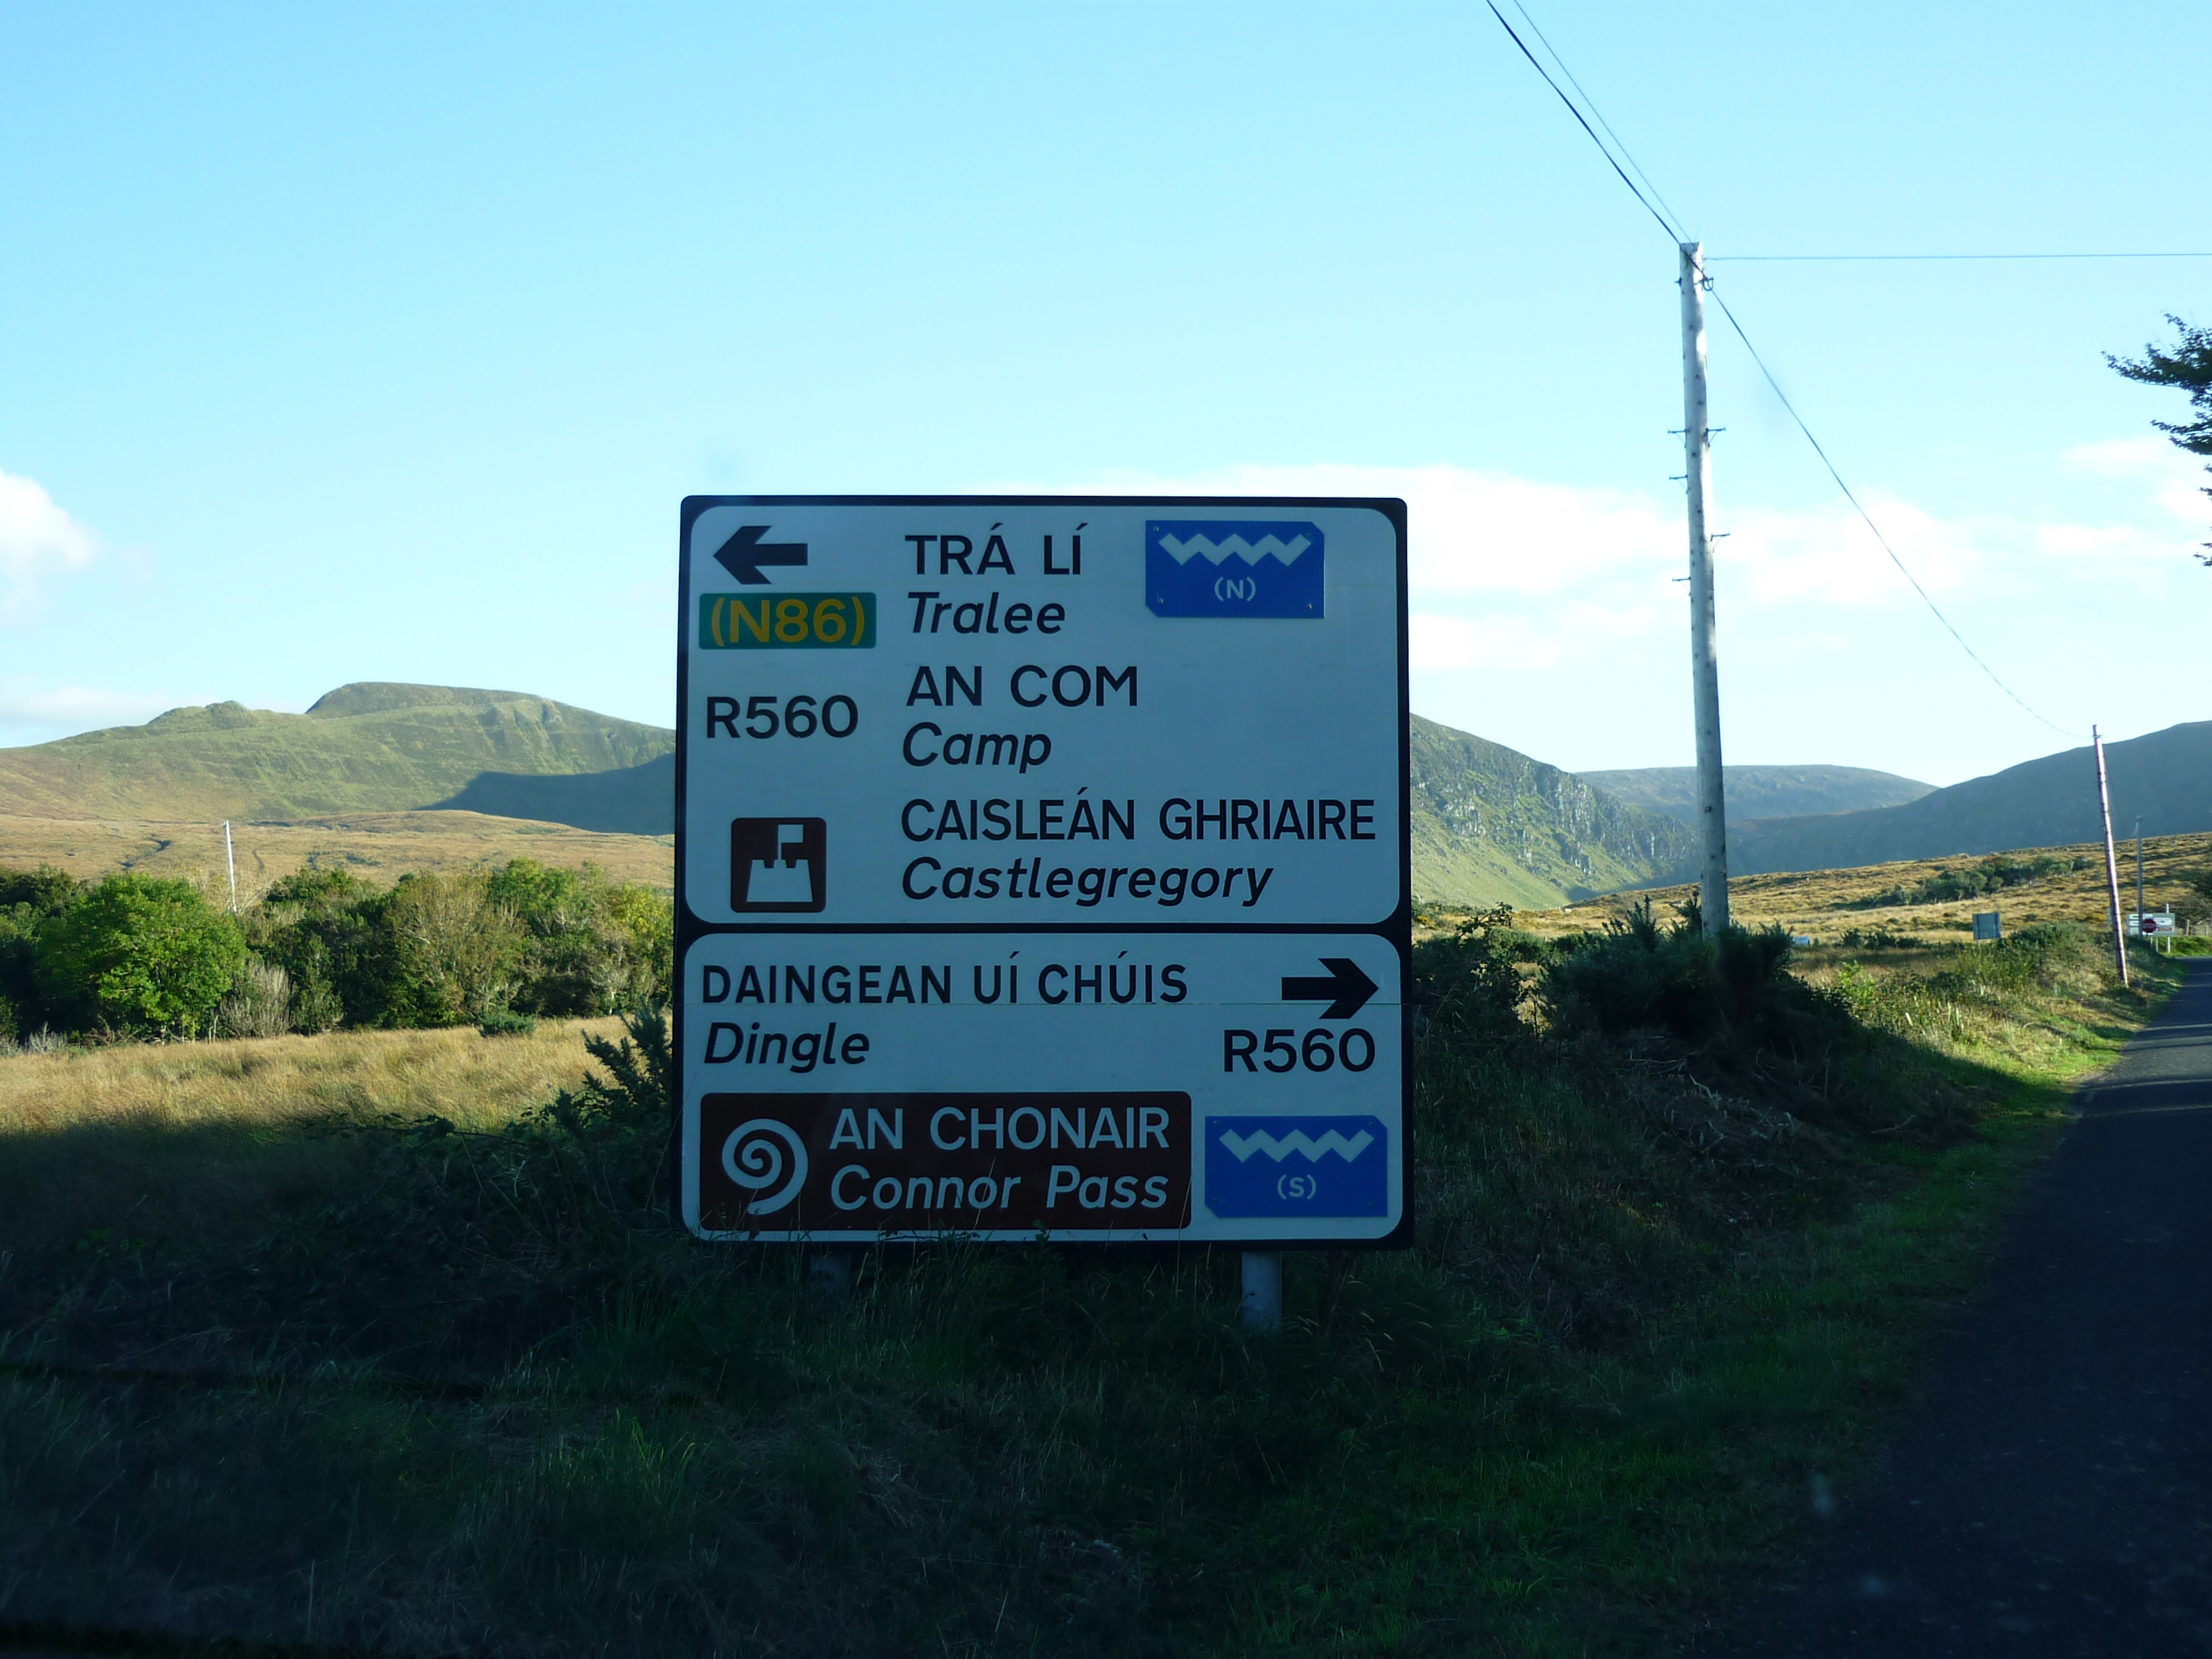 TRÁ LÍ
(N)
(N86)
Tralee
R560
AN COM
Camp
CAISLEÁN GHRIAIRE
Castlegregory
DAINGEAN UÍ CHÚIS
Dingle
R560
AN CHONAIR
Connor Pass
(S)